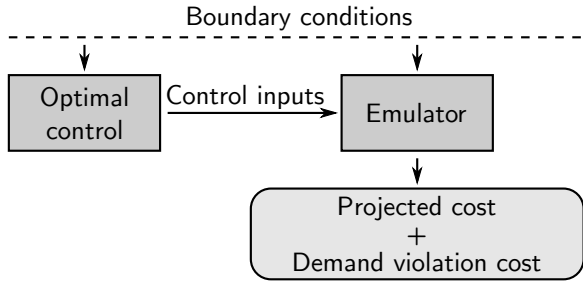 Boundary conditions
Optimal
control
Control inputs
Emulator
Projected cost
+
Demand violation cost